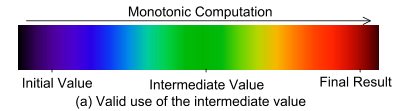 Monotonic Computation
Initial Value
Intermediate Value
Final Result
(a) Valid use of the intermediate value